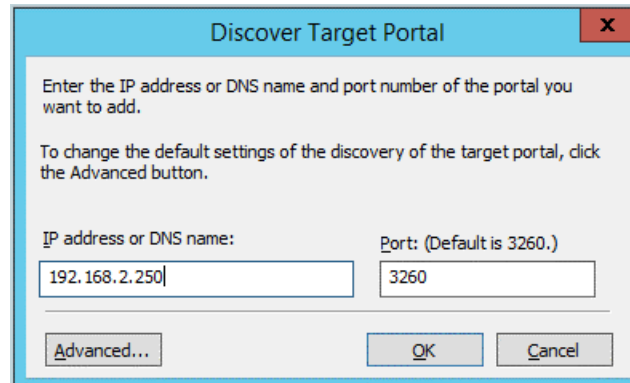 Discover Target Portal
x
Enter the IP address or DNS name and port number of the portal you
want to add.
To change the default settings of the discovery of the target portal, click
the Advanced button.
IP address or DNS name:
Port: (Default is 3260.)
192.168.2.250
3260
Advanced...
OK
Cancel